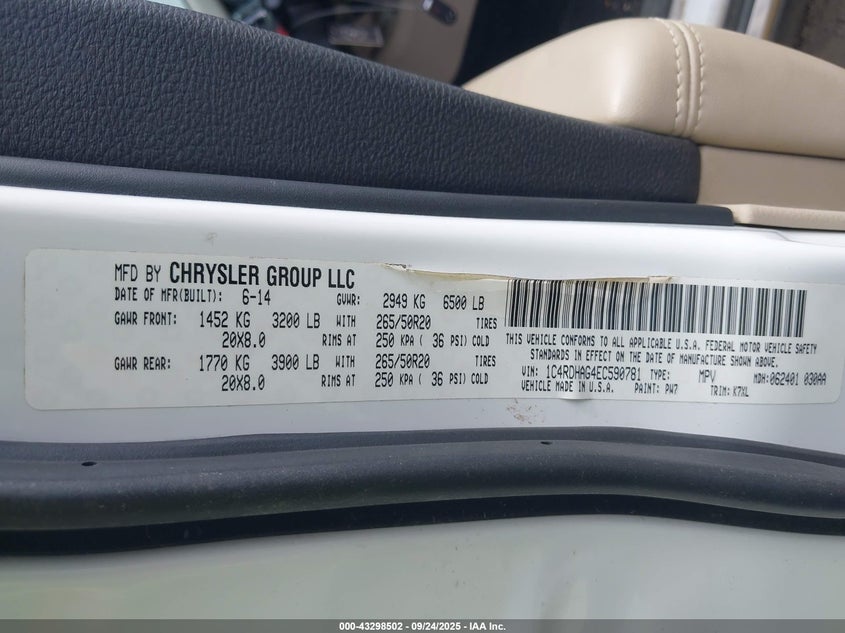 MFD BY CHRYSLER GROUP LLC
DATE OF MFR(BUILT): 6-14 GVWR: 2949 KG 6500 LB
GAWR FRONT: 1452 KG 3200 LB WITH 265/50R20 TIRES
20X8.0 RIMS AT 250 KPA ( 36 PSI) COLD
GAWR REAR: 1770 KG 3900 LB WITH 265/50R20 TIRES
20X8.0 RIMS AT 250 KPA ( 36 PSI) COLD
THIS VEHICLE CONFORMS TO ALL APPLICABLE U.S.A. FEDERAL MOTOR VEHICLE SAFETY
STANDARDS IN EFFECT ON THE DATE OF MANUFACTURE SHOWN ABOVE.
VIN: 1C4RDHAG4EC590781 TYPE: MPV MDH: 062401 030AA
VEHICLE MADE IN U.S.A. PAINT: PW7 TRIM: K7XL
000-43298502 - 09/24/2025 - IAA Inc.